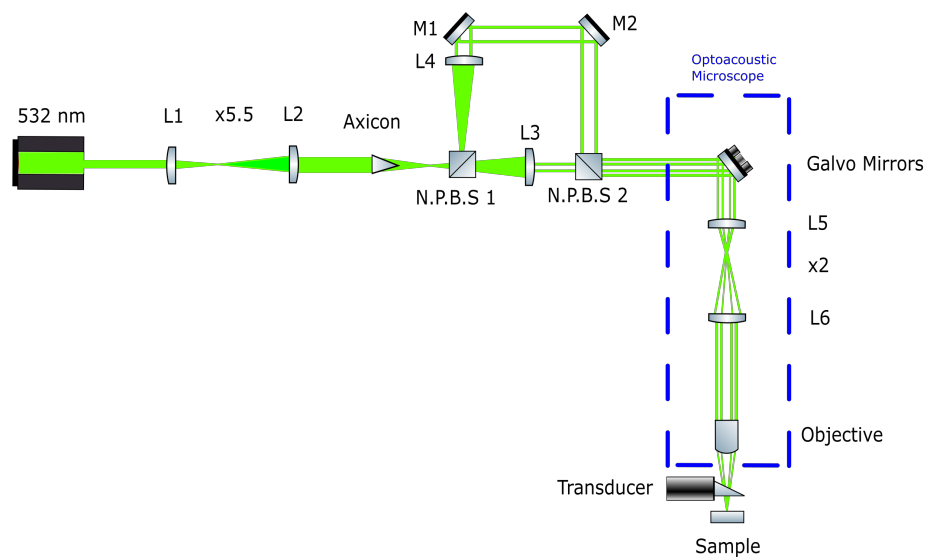 M1
M2
L4
Optoacoustic
Microscope
532 nm
L1
x5.5
L2
Axicon
L3
Galvo Mirrors
N.P.B.S 1
N.P.B.S 2
L5
x2
L6
Objective
Transducer
Sample